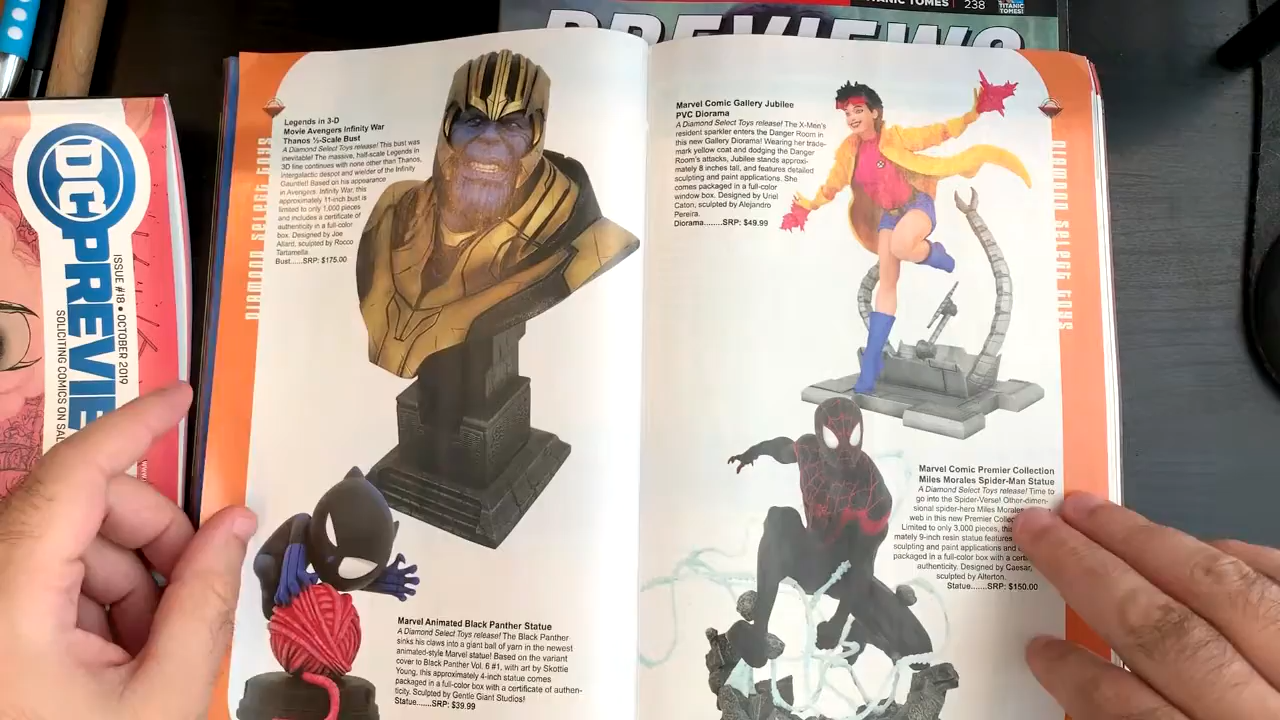 TITANIC TOMES! 238
TITANIC TOMES!
PREVIEWS
DC PREVIE
ISSUE #18 • OCTOBER 2019
SOLICITING COMICS ON SAL
DIAMOND SELECT TOYS
Legends in 3-D
Movie Avengers Infinity War
Thanos ½-Scale Bust
A Diamond Select Toys release! This bust was
inevitable! The massive, half-scale Legends in
3D line continues with none other than Thanos,
intergalactic despot and wielder of the Infinity
Gauntlet! Based on his appearance
in Avengers: Infinity War, this
approximately 11-inch bust is
limited to only 1,000 pieces
and includes a certificate of
authenticity in a full-color
box. Designed by Joe
Allard, sculpted by Rocco
Tartamella.
Bust.....SRP: $175.00
Marvel Animated Black Panther Statue
A Diamond Select Toys release! The Black Panther
sinks his claws into a giant ball of yarn in the newest
animated-style Marvel statue! Based on the variant
cover to Black Panther Vol. 6 #1, with art by Skottie
Young, this approximately 4-inch statue comes
packaged in a full-color box with a certificate of authen-
ticity. Sculpted by Gentle Giant Studios!
Statue.....SRP: $39.99
Marvel Comic Gallery Jubilee
PVC Diorama
A Diamond Select Toys release! The X-Men's
resident sparkler enters the Danger Room in
this new Gallery Diorama! Wearing her trade-
mark yellow coat and dodging the Danger
Room's attacks, Jubilee stands approxi-
mately 8 inches tall, and features detailed
sculpting and paint applications. She
comes packaged in a full-color
window box. Designed by Uriel
Caton, sculpted by Alejandro
Pereira.
Diorama........SRP: $49.99
Marvel Comic Premier Collection
Miles Morales Spider-Man Statue
A Diamond Select Toys release! Time to
go into the Spider-Verse! Other-dimen-
sional spider-hero Miles Morales
web in this new Premier Collec
Limited to only 3,000 pieces, this
mately 9-inch resin statue features
sculpting and paint applications and
packaged in a full-color box with a certi
authenticity. Designed by Caesar,
sculpted by Alterton.
Statue.......SRP: $150.00
DIAMOND SELECT TOYS